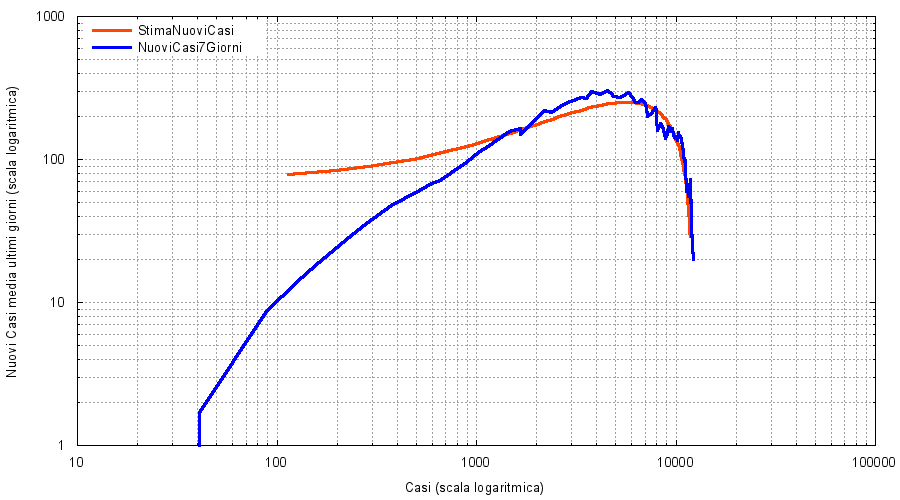 1000
StimaNuoviCasi
NuoviCasi7Giorni
100
10
1
10
100
1000
10000
100000
Nuovi Casi media ultimi giorni (scala logaritmica)
Casi (scala logaritmica)